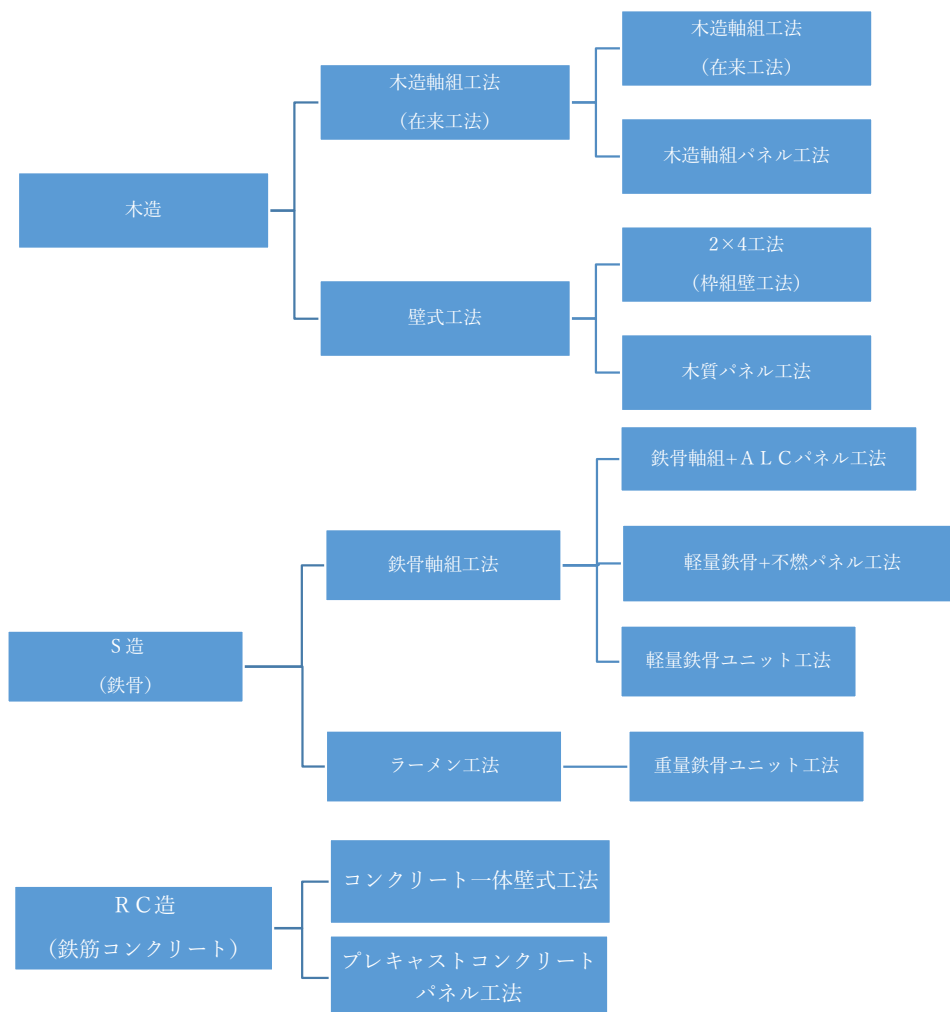 木造
木造軸組工法
（在来工法）
木造軸組工法
（在来工法）
木造軸組パネル工法
壁式工法
2×4工法
（枠組壁工法）
木質パネル工法
Ｓ造
（鉄骨）
鉄骨軸組工法
鉄骨軸組+ＡＬＣパネル工法
軽量鉄骨+不燃パネル工法
軽量鉄骨ユニット工法
ラーメン工法
重量鉄骨ユニット工法
ＲＣ造
（鉄筋コンクリート）
コンクリート一体壁式工法
プレキャストコンクリート
パネル工法